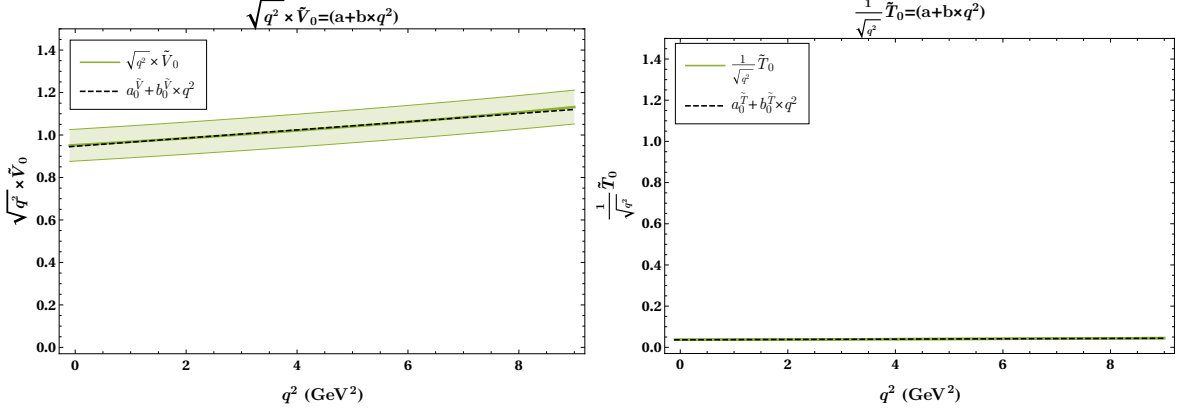 √q² × Ṽ₀=(a+b×q²)
√q² × Ṽ₀
a₀^Ṽ + b₀^Ṽ × q²
1.4
1.2
1.0
0.8
0.6
0.4
0.2
0.0
√q² × Ṽ₀
0 2 4 6 8
q² (GeV²)
1/√q² T̃₀=(a+b×q²)
1/√q² T̃₀
a₀^T̃ + b₀^T̃ × q²
1.4
1.2
1.0
0.8
0.6
0.4
0.2
0.0
1/√q² T̃₀
0 2 4 6 8
q² (GeV²)